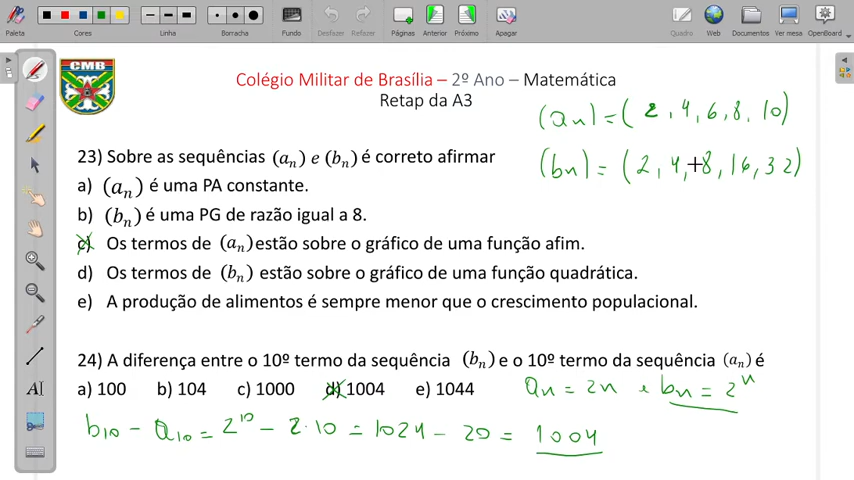 Paleta Cores Linha Borracha Fundo Desfazer Refazer Páginas Anterior Próximo Apagar Quadro Web Documentos Ver mesa OpenBoard
CMB
Colégio Militar de Brasília – 2º Ano – Matemática
Retap da A3
(an) = (2, 4, 6, 8, 10)
(bn) = (2, 4, 8, 16, 32)
23) Sobre as sequências (an) e (bn) é correto afirmar
a) (an) é uma PA constante.
b) (bn) é uma PG de razão igual a 8.
c) Os termos de (an) estão sobre o gráfico de uma função afim.
d) Os termos de (bn) estão sobre o gráfico de uma função quadrática.
e) A produção de alimentos é sempre menor que o crescimento populacional.
24) A diferença entre o 10º termo da sequência (bn) e o 10º termo da sequência (an) é
a) 100 b) 104 c) 1000 d) 1004 e) 1044
an = 2n e bn = 2^n
b10 - a10 = 2^10 - 2·10 = 1024 - 20 = 1004